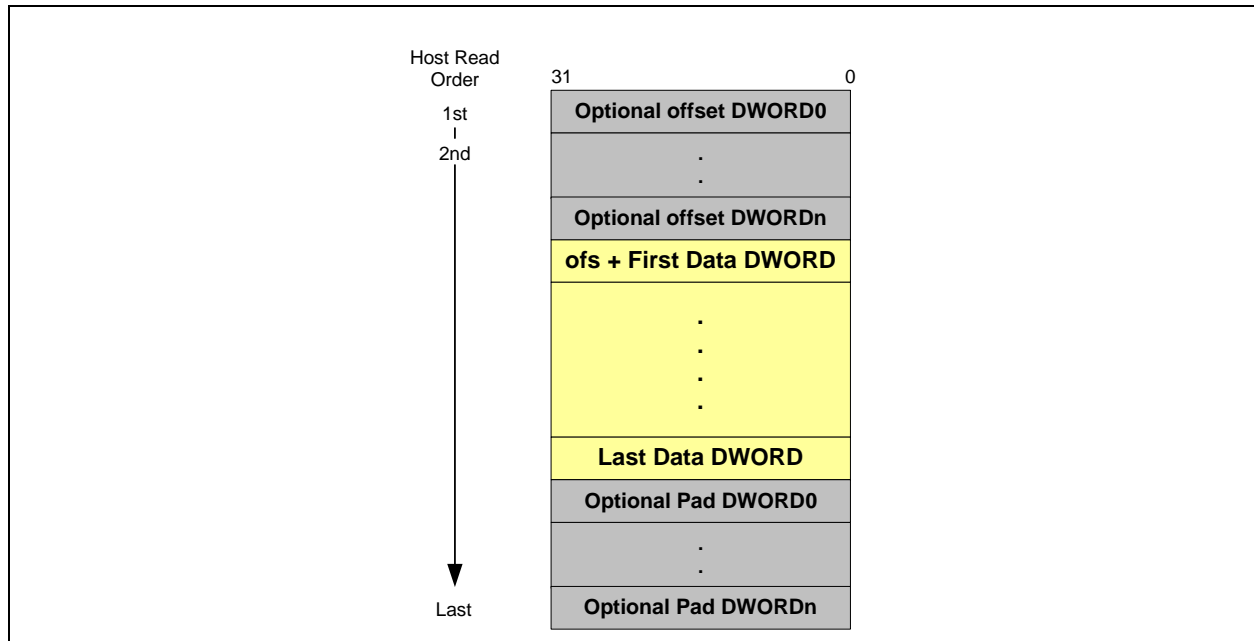 Host Read
Order
31
0
1st
2nd
Last
Optional offset DWORD0
.
.
Optional offset DWORDn
ofs + First Data DWORD
.
.
.
.
Last Data DWORD
Optional Pad DWORD0
.
.
Optional Pad DWORDn